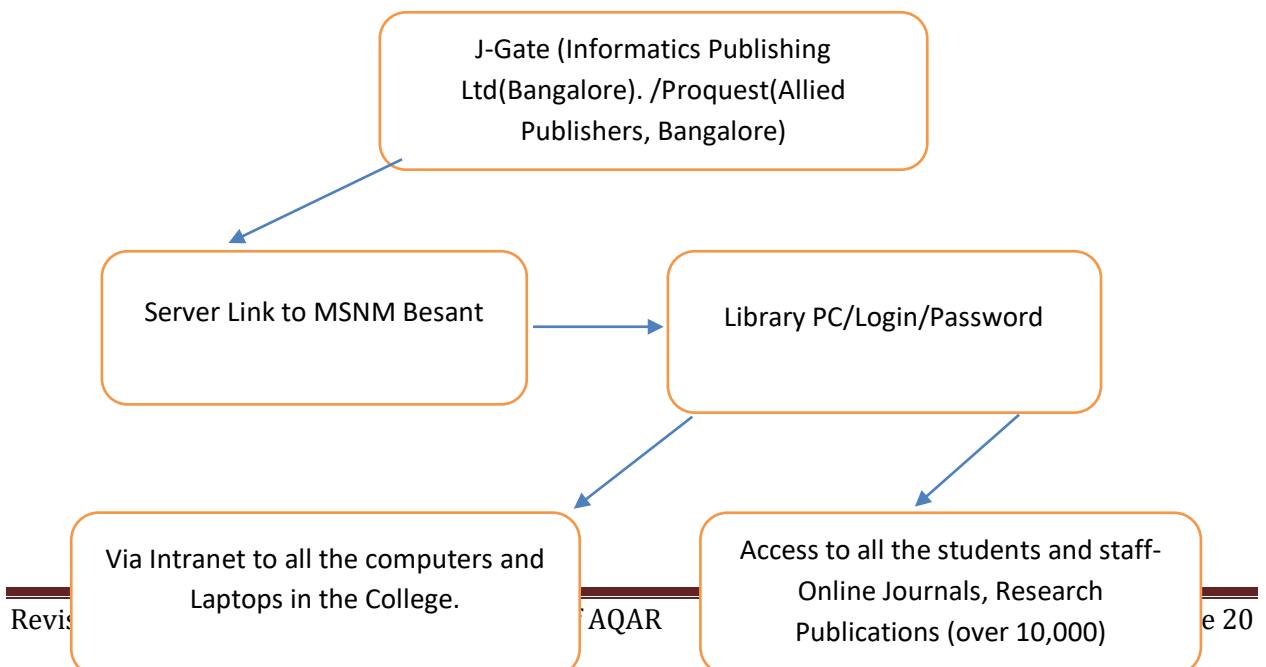 J-Gate (Informatics Publishing
Ltd(Bangalore). /Proquest(Allied
Publishers, Bangalore)
Server Link to MSNM Besant
Library PC/Login/Password
Via Intranet to all the computers and
Laptops in the College.
Access to all the students and staff-
Online Journals, Research
Publications (over 10,000)
AQAR
20